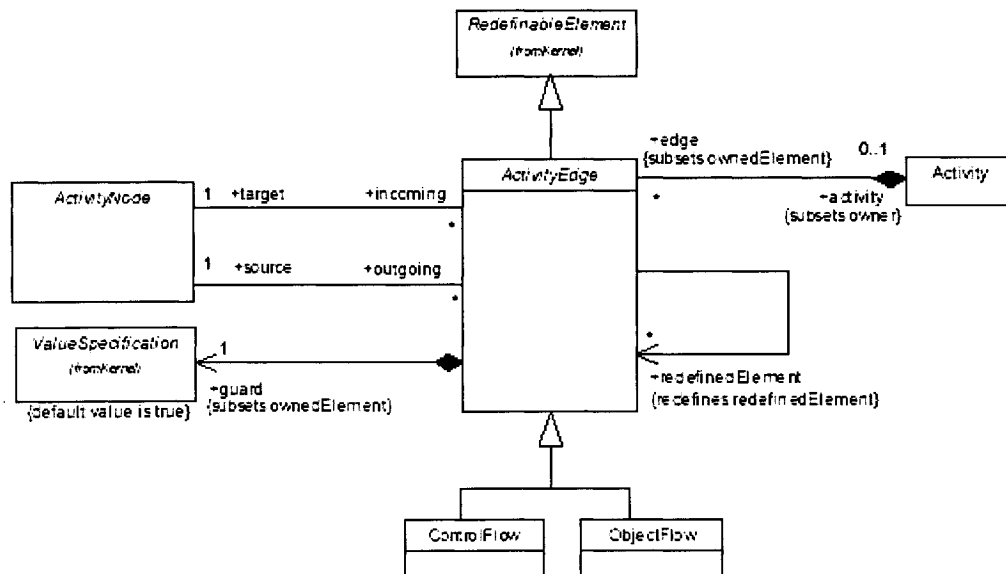 RedefinableElement
(fromKernel)
+edge
{subsets ownedElement}
0..1
ActivityEdge
Activity
ActivityNode
1
+target
+incoming
*
*
+activity
{subsets owner}
1
+source
+outgoing
*
*
ValueSpecification
(fromKernel)
1
+guard
{subsets ownedElement}
{default value is true}
+redefinedElement
{redefines redefinedElement}
ControlFlow
ObjectFlow